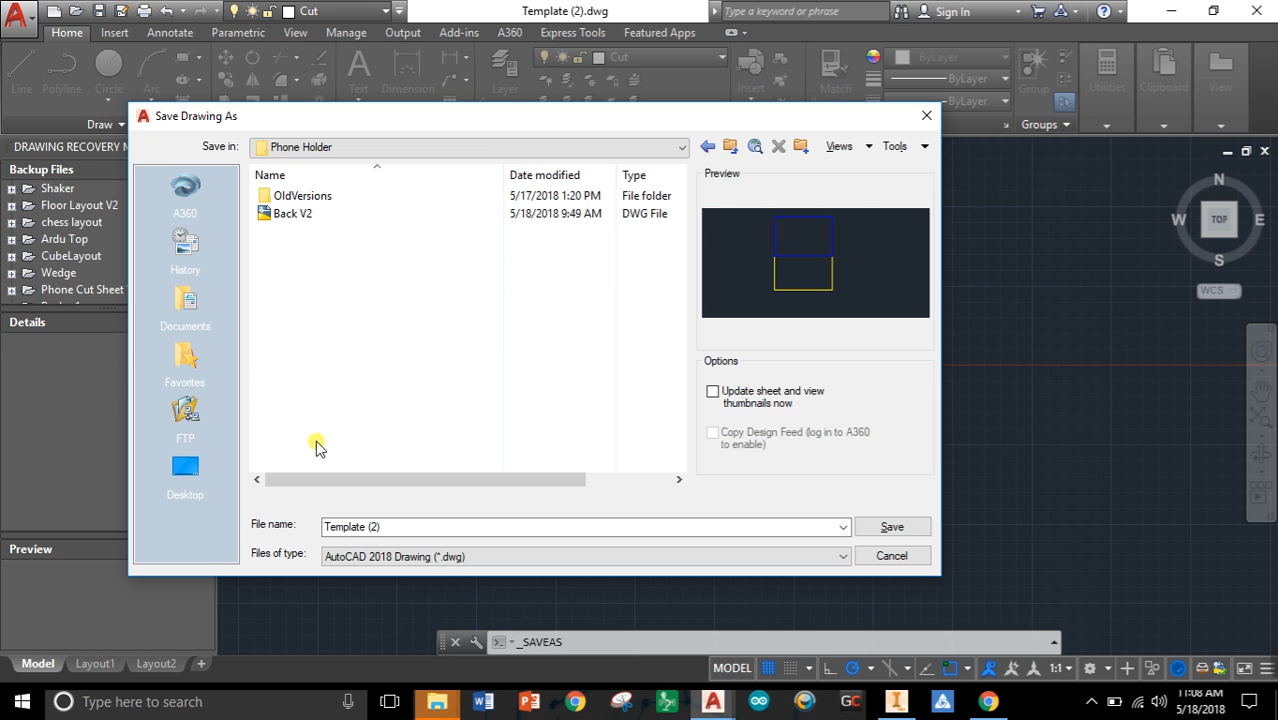 Cut
Template (2).dwg
Type a keyword or phrase
Sign In
Home Insert Annotate Parametric View Manage Output Add-ins A360 Express Tools Featured Apps
Line Polyline Circle Arc
Text Dimension
Layer
Cut
Insert
Match
ByLayer
ByLayer
ByLayer
Group
Utilities
Clipboard
View
Draw
Groups
DRAWING RECOVERY M
Backup Files
Shaker
Floor Layout V2
chess layout
Ardu Top
CubeLayout
Wedge
Phone Cut Sheet
Details
Preview
Save Drawing As
Save in:
Phone Holder
Views
Tools
A360
History
Documents
Favorites
FTP
Desktop
Name Date modified Type
OldVersions 5/17/2018 1:20 PM File folder
Back V2 5/18/2018 9:49 AM DWG File
Preview
Options
Update sheet and view
thumbnails now
Copy Design Feed (log in to A360
to enable)
File name:
Template (2)
Save
Files of type:
AutoCAD 2018 Drawing (*.dwg)
Cancel
N
W
TOP
E
S
WCS
_SAVEAS
Model Layout1 Layout2
MODEL
1:1
Type here to search
GC
11:08 AM
5/18/2018